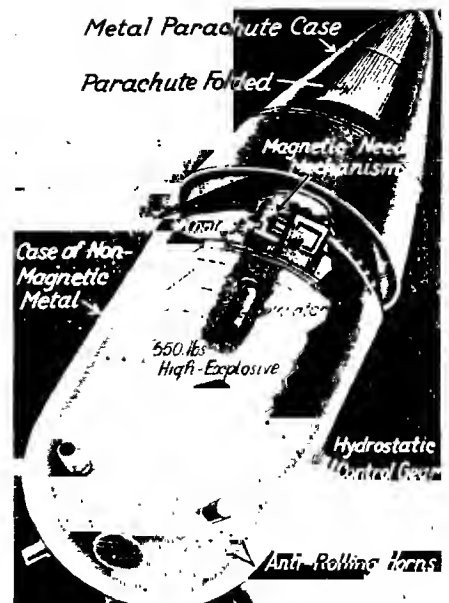 Metal Parachute Case
Parachute Folded
Magnetic Need
Mechanism
Case of Non-
Magnetic
Metal
550 lbs
High-Explosive
Hydrostatic
Control Gear
Anti-Rolling Horns